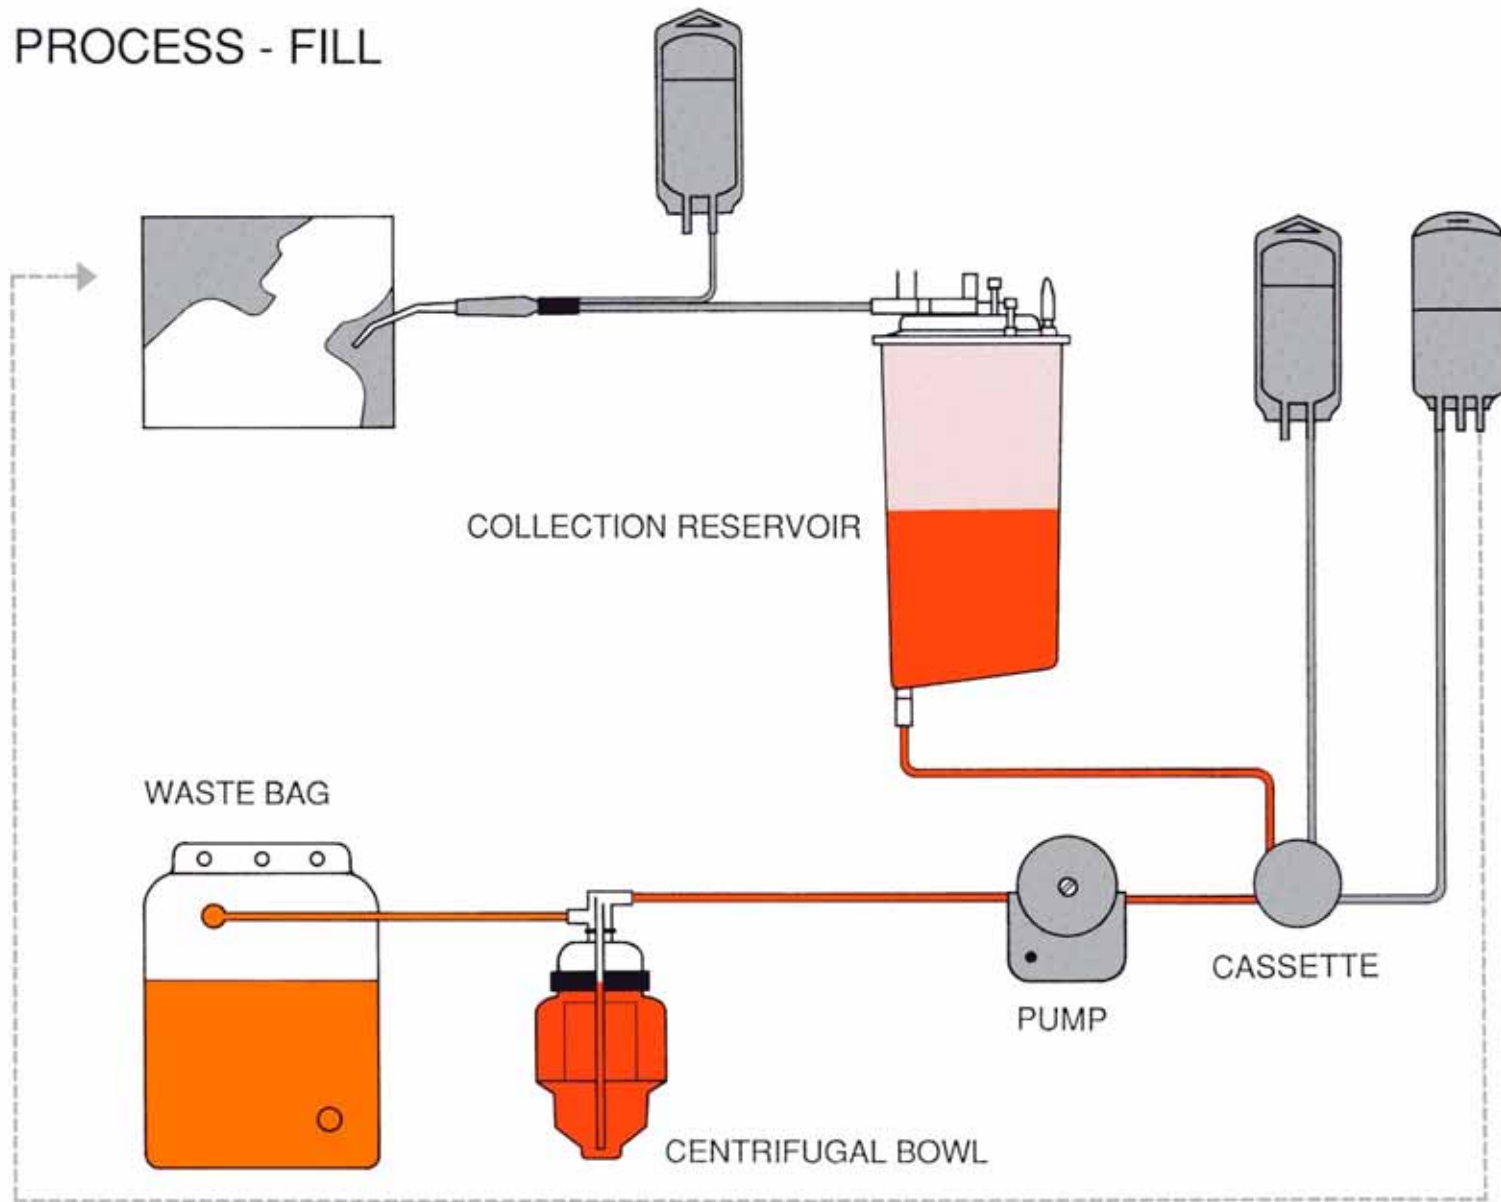 PROCESS - FILL
COLLECTION RESERVOIR
WASTE BAG
CASSETTE
PUMP
CENTRIFUGAL BOWL